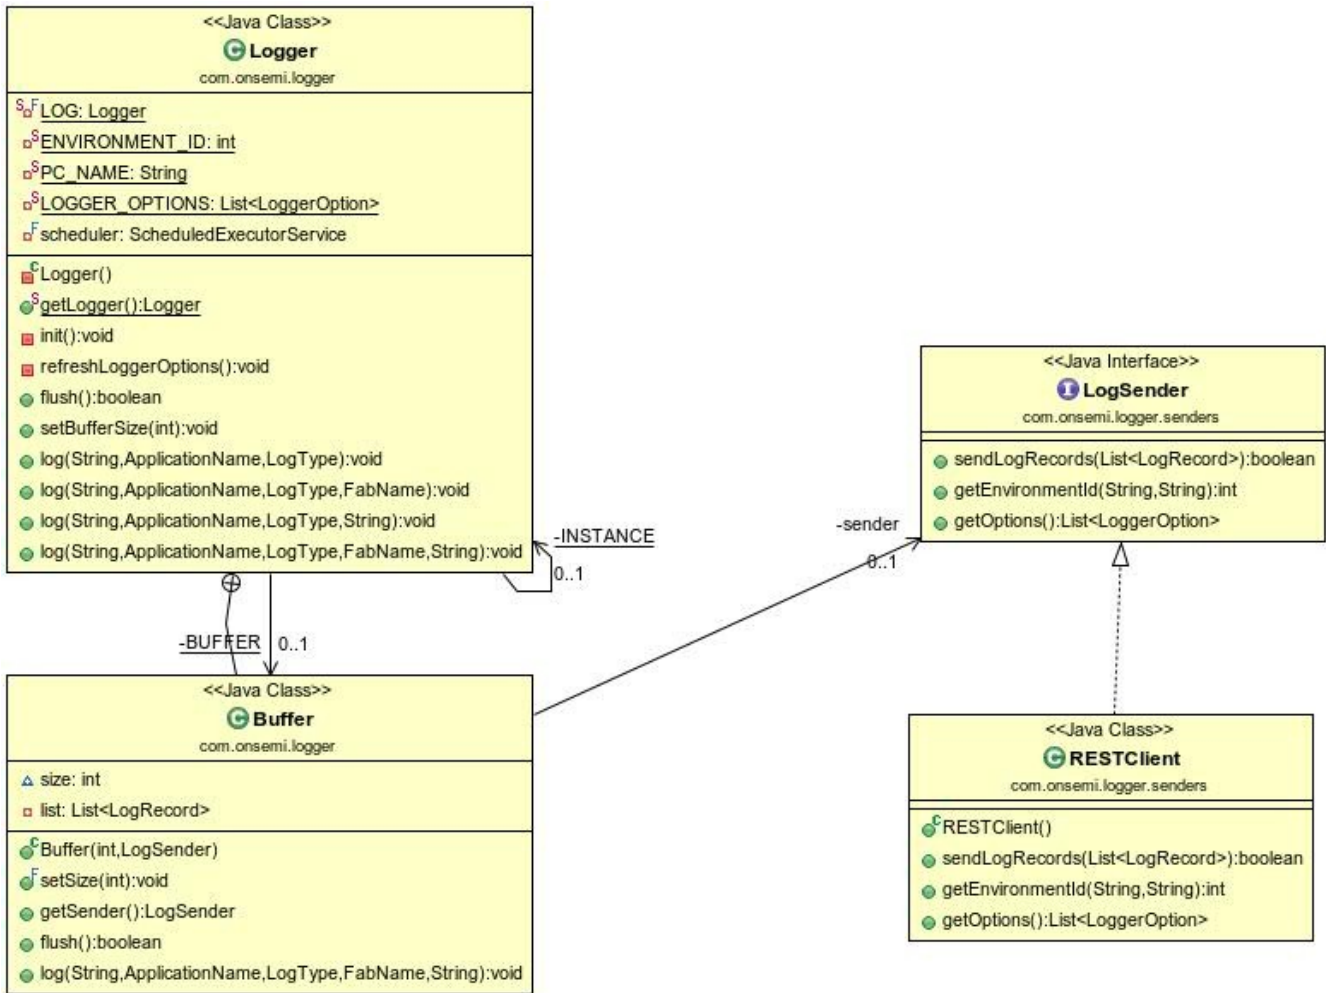 <<Java Class>>
C Logger
com.onsemi.logger
S F LOG: Logger
S ENVIRONMENT_ID: int
S PC_NAME: String
S LOGGER_OPTIONS: List<LoggerOption>
F scheduler: ScheduledExecutorService
C Logger()
S getLogger():Logger
init():void
refreshLoggerOptions():void
flush():boolean
setBufferSize(int):void
log(String,ApplicationName,LogType):void
log(String,ApplicationName,LogType,FabName):void
log(String,ApplicationName,LogType,String):void
log(String,ApplicationName,LogType,FabName,String):void
-INSTANCE
0..1
-BUFFER
0..1
<<Java Class>>
C Buffer
com.onsemi.logger
size: int
list: List<LogRecord>
C Buffer(int,LogSender)
F setSize(int):void
getSender():LogSender
flush():boolean
log(String,ApplicationName,LogType,FabName,String):void
-sender
0..1
<<Java Interface>>
I LogSender
com.onsemi.logger.senders
sendLogRecords(List<LogRecord>):boolean
getEnvironmentId(String,String):int
getOptions():List<LoggerOption>
<<Java Class>>
C RESTClient
com.onsemi.logger.senders
C RESTClient()
sendLogRecords(List<LogRecord>):boolean
getEnvironmentId(String,String):int
getOptions():List<LoggerOption>